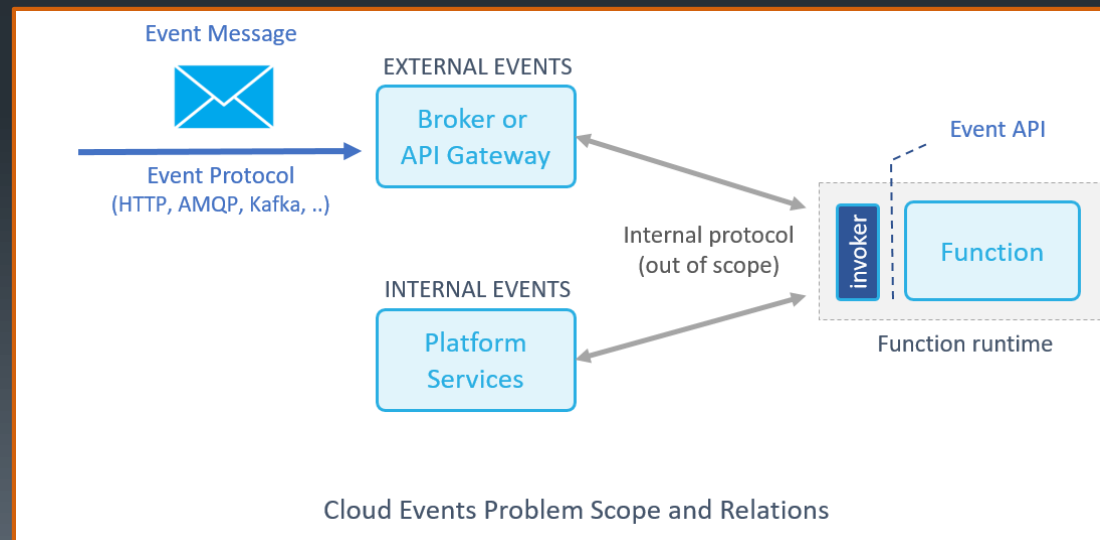 Event Message
EXTERNAL EVENTS
Broker or
API Gateway
Event API
Event Protocol
(HTTP, AMQP, Kafka, ..)
Internal protocol
(out of scope)
invoker
Function
INTERNAL EVENTS
Platform
Services
Function runtime
Cloud Events Problem Scope and Relations